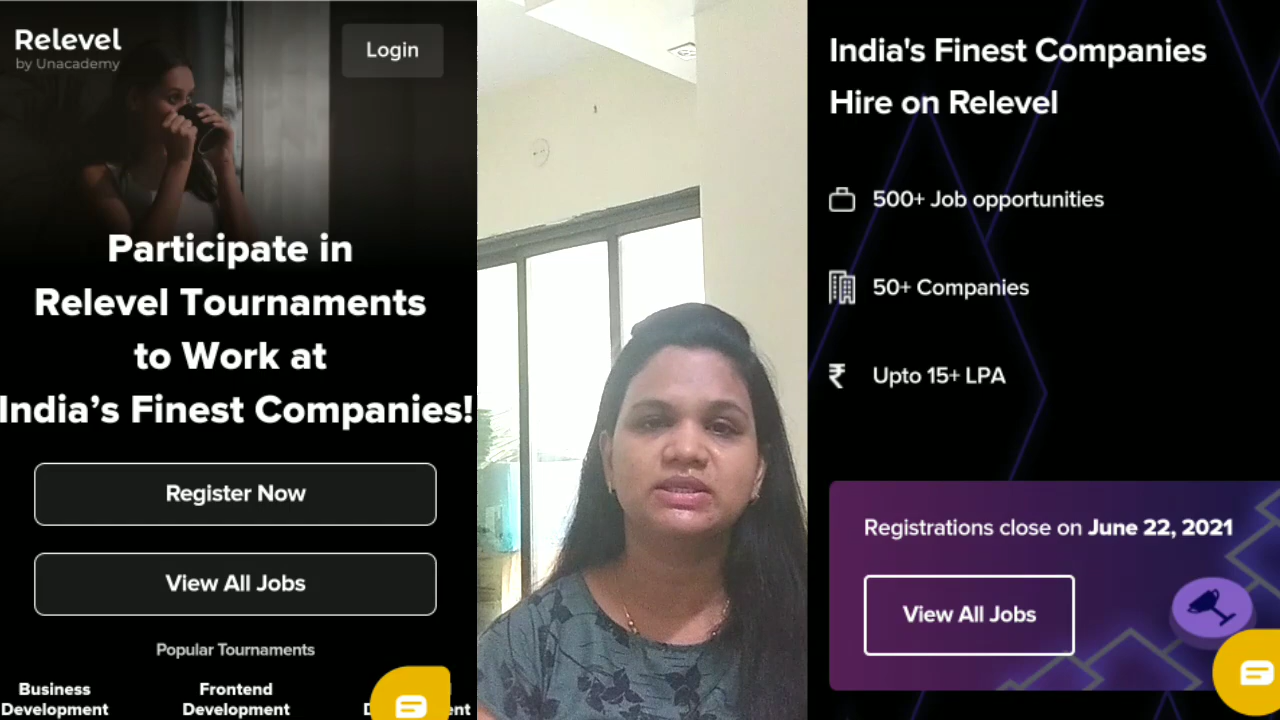 Relevel
by Unacademy
Login
Participate in
Relevel Tournaments
to Work at
India’s Finest Companies!
Register Now
View All Jobs
Popular Tournaments
Business
Development
Frontend
Development
India's Finest Companies
Hire on Relevel
500+ Job opportunities
50+ Companies
₹ Upto 15+ LPA
Registrations close on June 22, 2021
View All Jobs